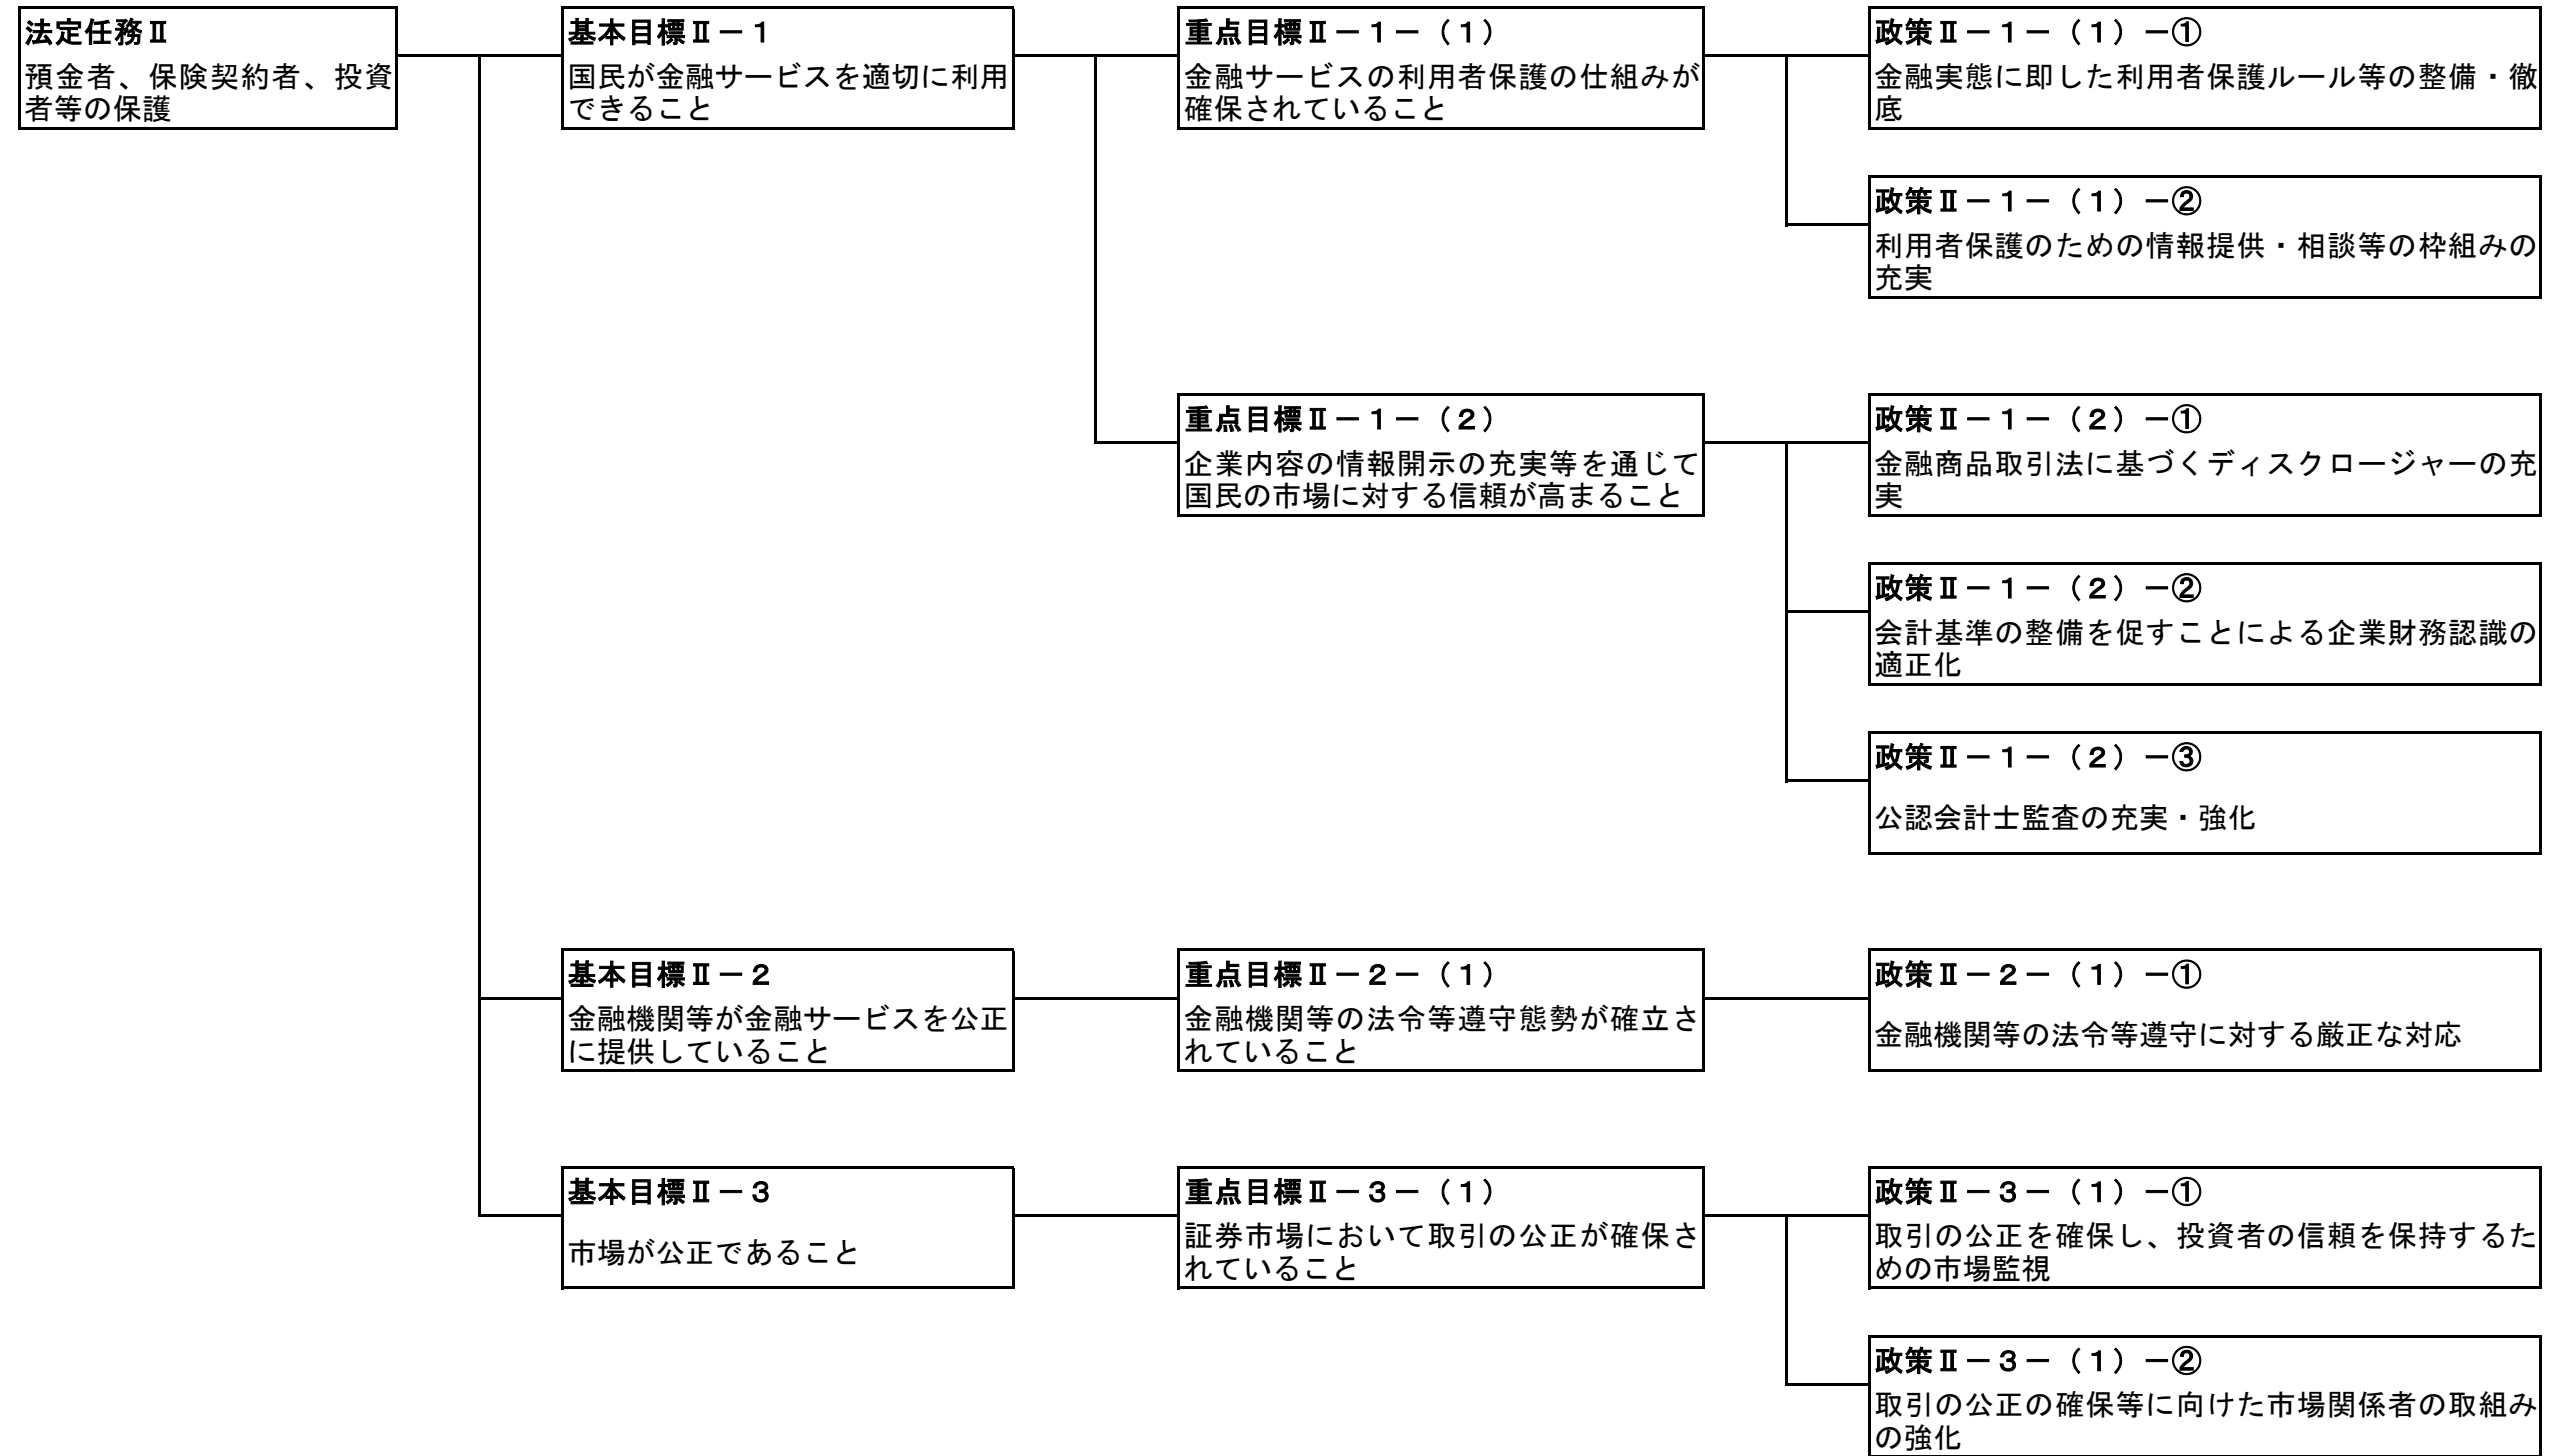 法定任務Ⅱ
預金者、保険契約者、投資
者等の保護
基本目標Ⅱ－１
国民が金融サービスを適切に利用
できること
重点目標Ⅱ－１－（１）
金融サービスの利用者保護の仕組みが
確保されていること
政策Ⅱ－１－（１）－①
金融実態に即した利用者保護ルール等の整備・徹
底
政策Ⅱ－１－（１）－②
利用者保護のための情報提供・相談等の枠組みの
充実
重点目標Ⅱ－１－（２）
企業内容の情報開示の充実等を通じて
国民の市場に対する信頼が高まること
政策Ⅱ－１－（２）－①
金融商品取引法に基づくディスクロージャーの充
実
政策Ⅱ－１－（２）－②
会計基準の整備を促すことによる企業財務認識の
適正化
政策Ⅱ－１－（２）－③
公認会計士監査の充実・強化
基本目標Ⅱ－２
金融機関等が金融サービスを公正
に提供していること
重点目標Ⅱ－２－（１）
金融機関等の法令等遵守態勢が確立さ
れていること
政策Ⅱ－２－（１）－①
金融機関等の法令等遵守に対する厳正な対応
基本目標Ⅱ－３
市場が公正であること
重点目標Ⅱ－３－（１）
証券市場において取引の公正が確保さ
れていること
政策Ⅱ－３－（１）－①
取引の公正を確保し、投資者の信頼を保持するた
めの市場監視
政策Ⅱ－３－（１）－②
取引の公正の確保等に向けた市場関係者の取組み
の強化